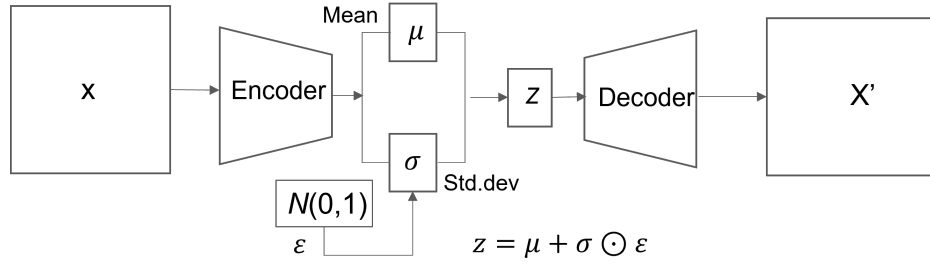 Mean
μ
x
Encoder
z
Decoder
X’
σ
Std.dev
N(0,1)
ε
z = μ + σ ⊙ ε